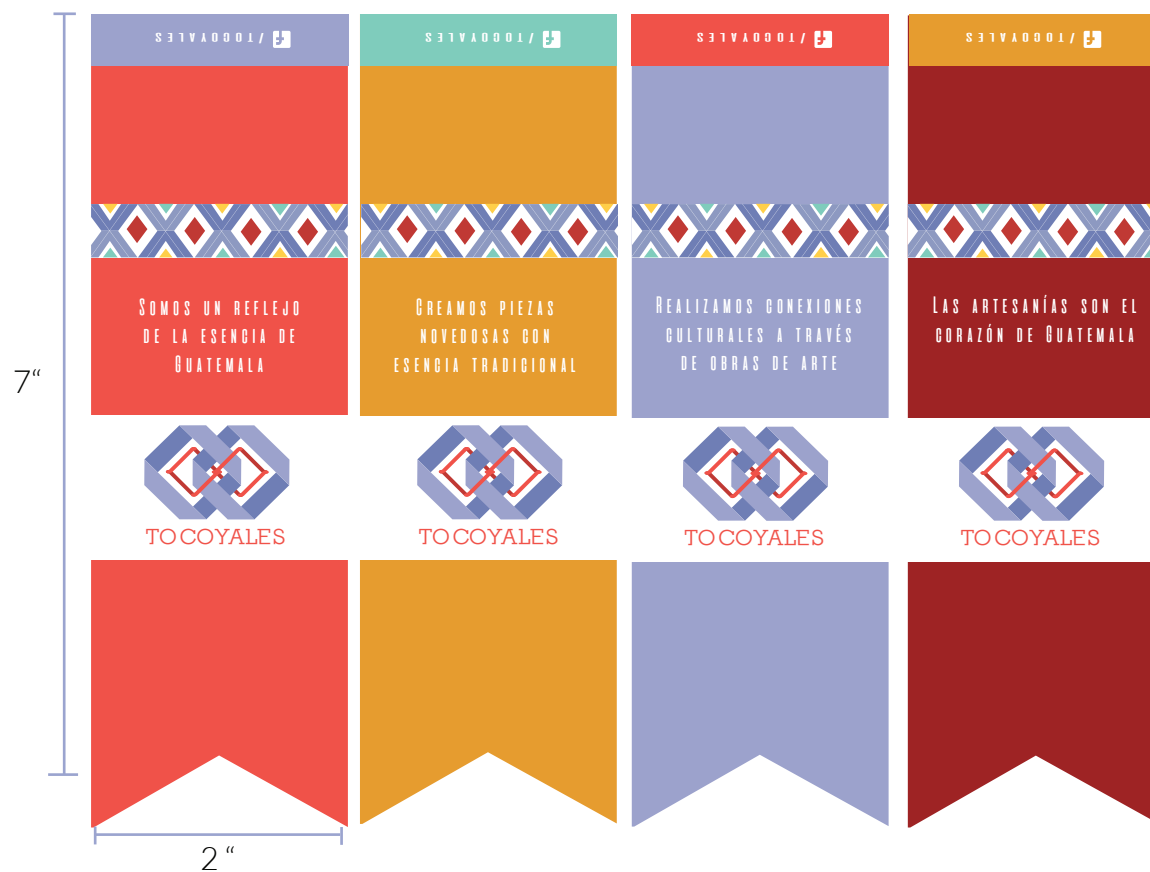 /TOCOYALES
/TOCOYALES
/TOCOYALES
/TOCOYALES
Somos un reflejo
de la esencia de
Guatemala
Creamos piezas
novedosas con
esencia tradicional
Realizamos conexiones
culturales a través
de obras de arte
Las artesanías son el
corazón de Guatemala
7“
TOCOYALES
TOCOYALES
TOCOYALES
TOCOYALES
2 “